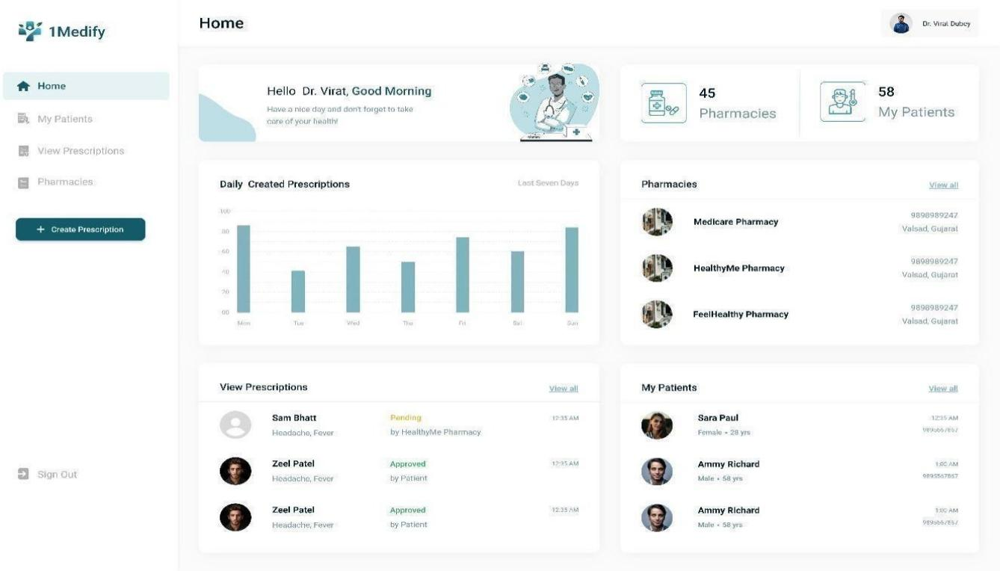 1Medify
Home
Dr. Virat Dubey
Home
My Patients
View Prescriptions
Pharmacies
+ Create Prescription
Sign Out
Hello Dr. Virat, Good Morning
Have a nice day and don't forget to take
care of your health!
45
Pharmacies
58
My Patients
Daily Created Prescriptions
Last Seven Days
100
80
60
40
20
00
Mon Tue Wed Thu Fri Sat Sun
Pharmacies
View all
Medicare Pharmacy
9898989247
Valsad, Gujarat
HealthyMe Pharmacy
9898989247
Valsad, Gujarat
FeelHealthy Pharmacy
9898989247
Valsad, Gujarat
View Prescriptions
View all
Sam Bhatt
Headache, Fever
Pending
by HealthyMe Pharmacy
12:35 AM
Zeel Patel
Headache, Fever
Approved
by Patient
12:35 AM
Zeel Patel
Headache, Fever
Approved
by Patient
12:35 AM
My Patients
View all
Sara Paul
Female • 28 yrs
12:35 AM
9895567867
Ammy Richard
Male • 58 yrs
1:00 AM
9895567867
Ammy Richard
Male • 58 yrs
1:00 AM
9895567867